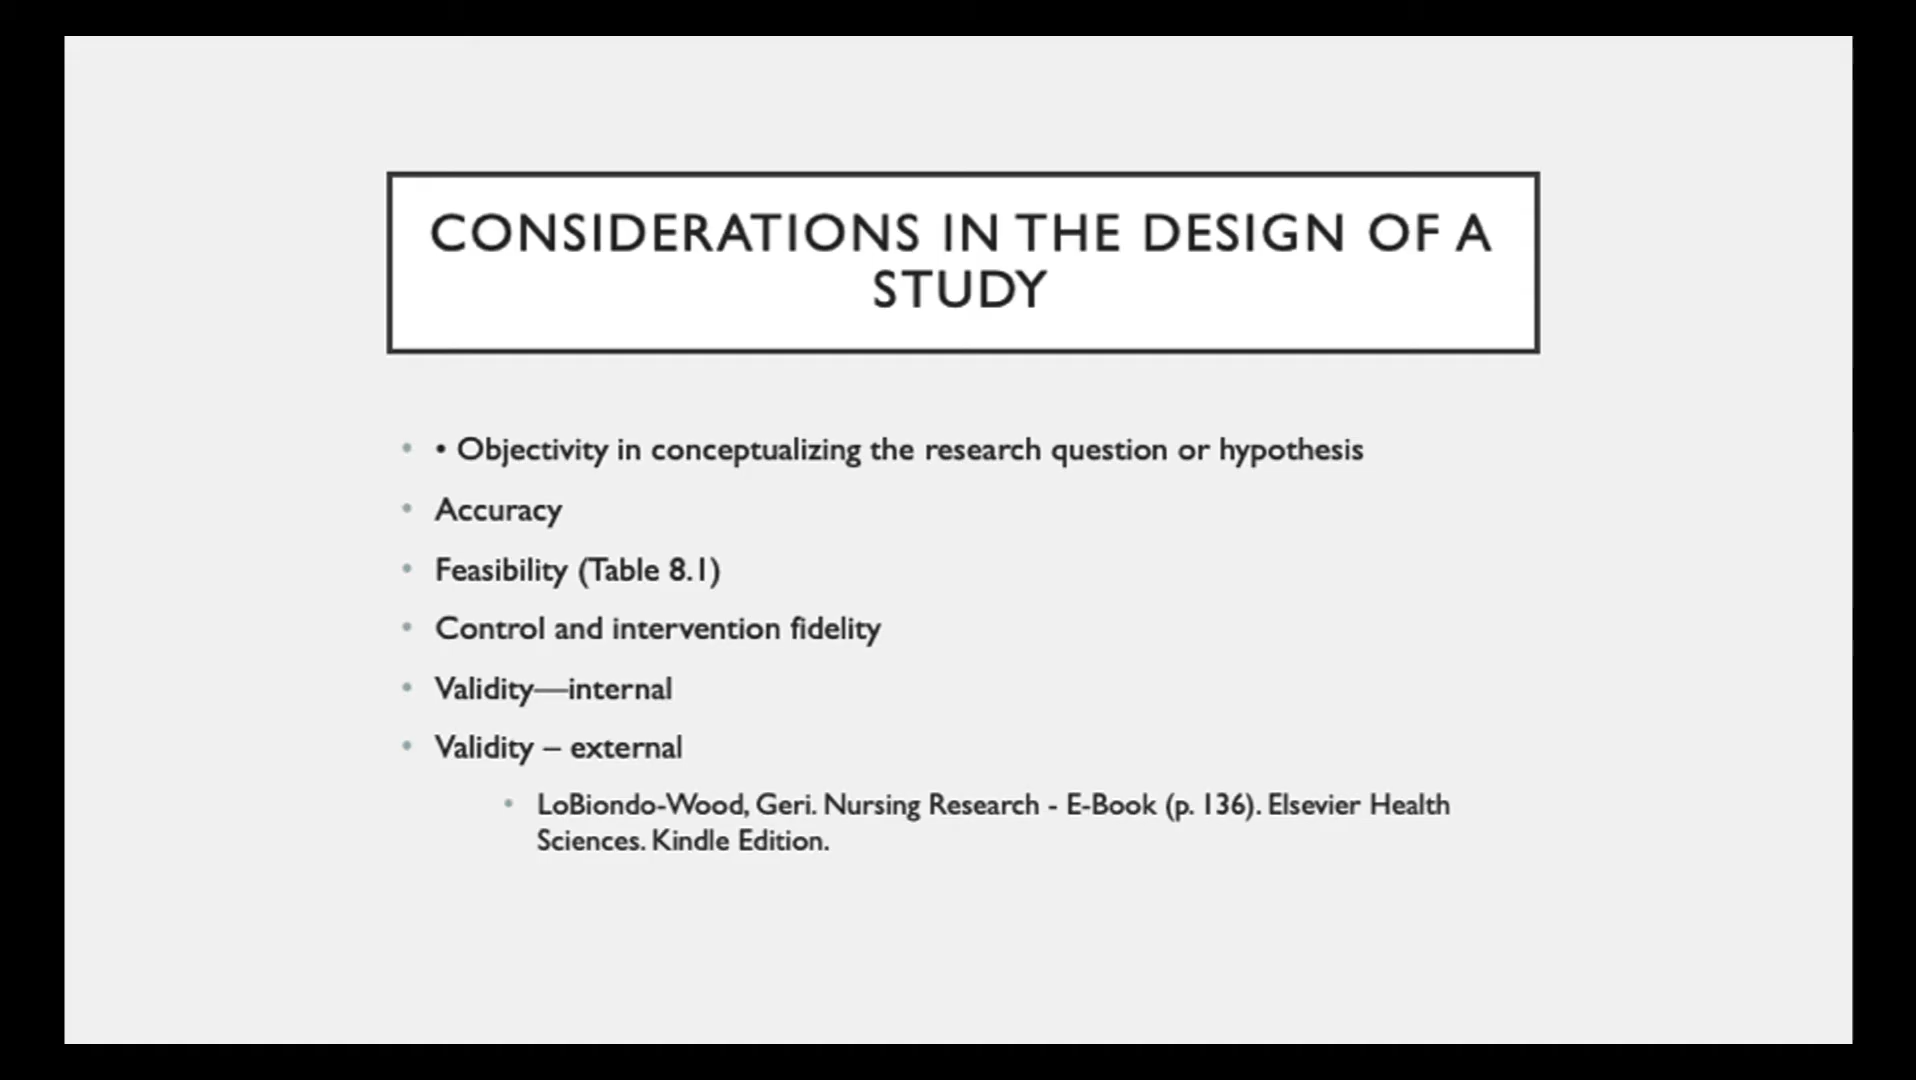 CONSIDERATIONS IN THE DESIGN OF A
STUDY
• • Objectivity in conceptualizing the research question or hypothesis
• Accuracy
• Feasibility (Table 8.1)
• Control and intervention fidelity
• Validity—internal
• Validity – external
• LoBiondo-Wood, Geri. Nursing Research - E-Book (p. 136). Elsevier Health
Sciences. Kindle Edition.